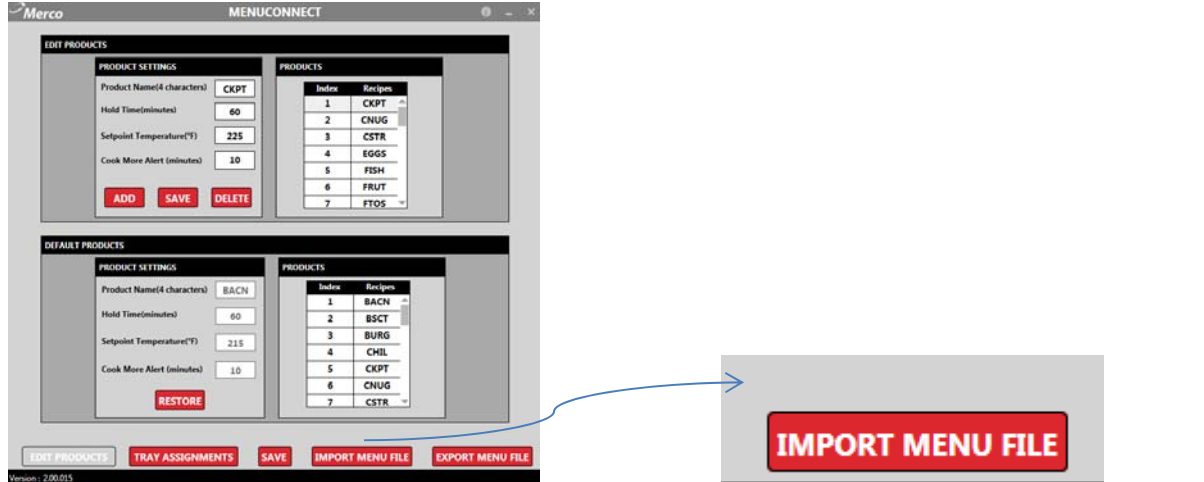 Merco MENUCONNECT
EDIT PRODUCTS
PRODUCT SETTINGS
Product Name(4 characters) CKPT
Hold Time(minutes) 60
Setpoint Temperature(°F) 225
Cook More Alert (minutes) 10
ADD SAVE DELETE
PRODUCTS
Index Recipes
1 CKPT
2 CNUG
3 CSTR
4 EGGS
5 FISH
6 FRUT
7 FTOS
DEFAULT PRODUCTS
PRODUCT SETTINGS
Product Name(4 characters) BACN
Hold Time(minutes) 60
Setpoint Temperature(°F) 215
Cook More Alert (minutes) 10
RESTORE
PRODUCTS
Index Recipes
1 BACN
2 BSCT
3 BURG
4 CHIL
5 CKPT
6 CNUG
7 CSTR
EDIT PRODUCTS TRAY ASSIGNMENTS SAVE IMPORT MENU FILE EXPORT MENU FILE
Version : 2.00.015
IMPORT MENU FILE